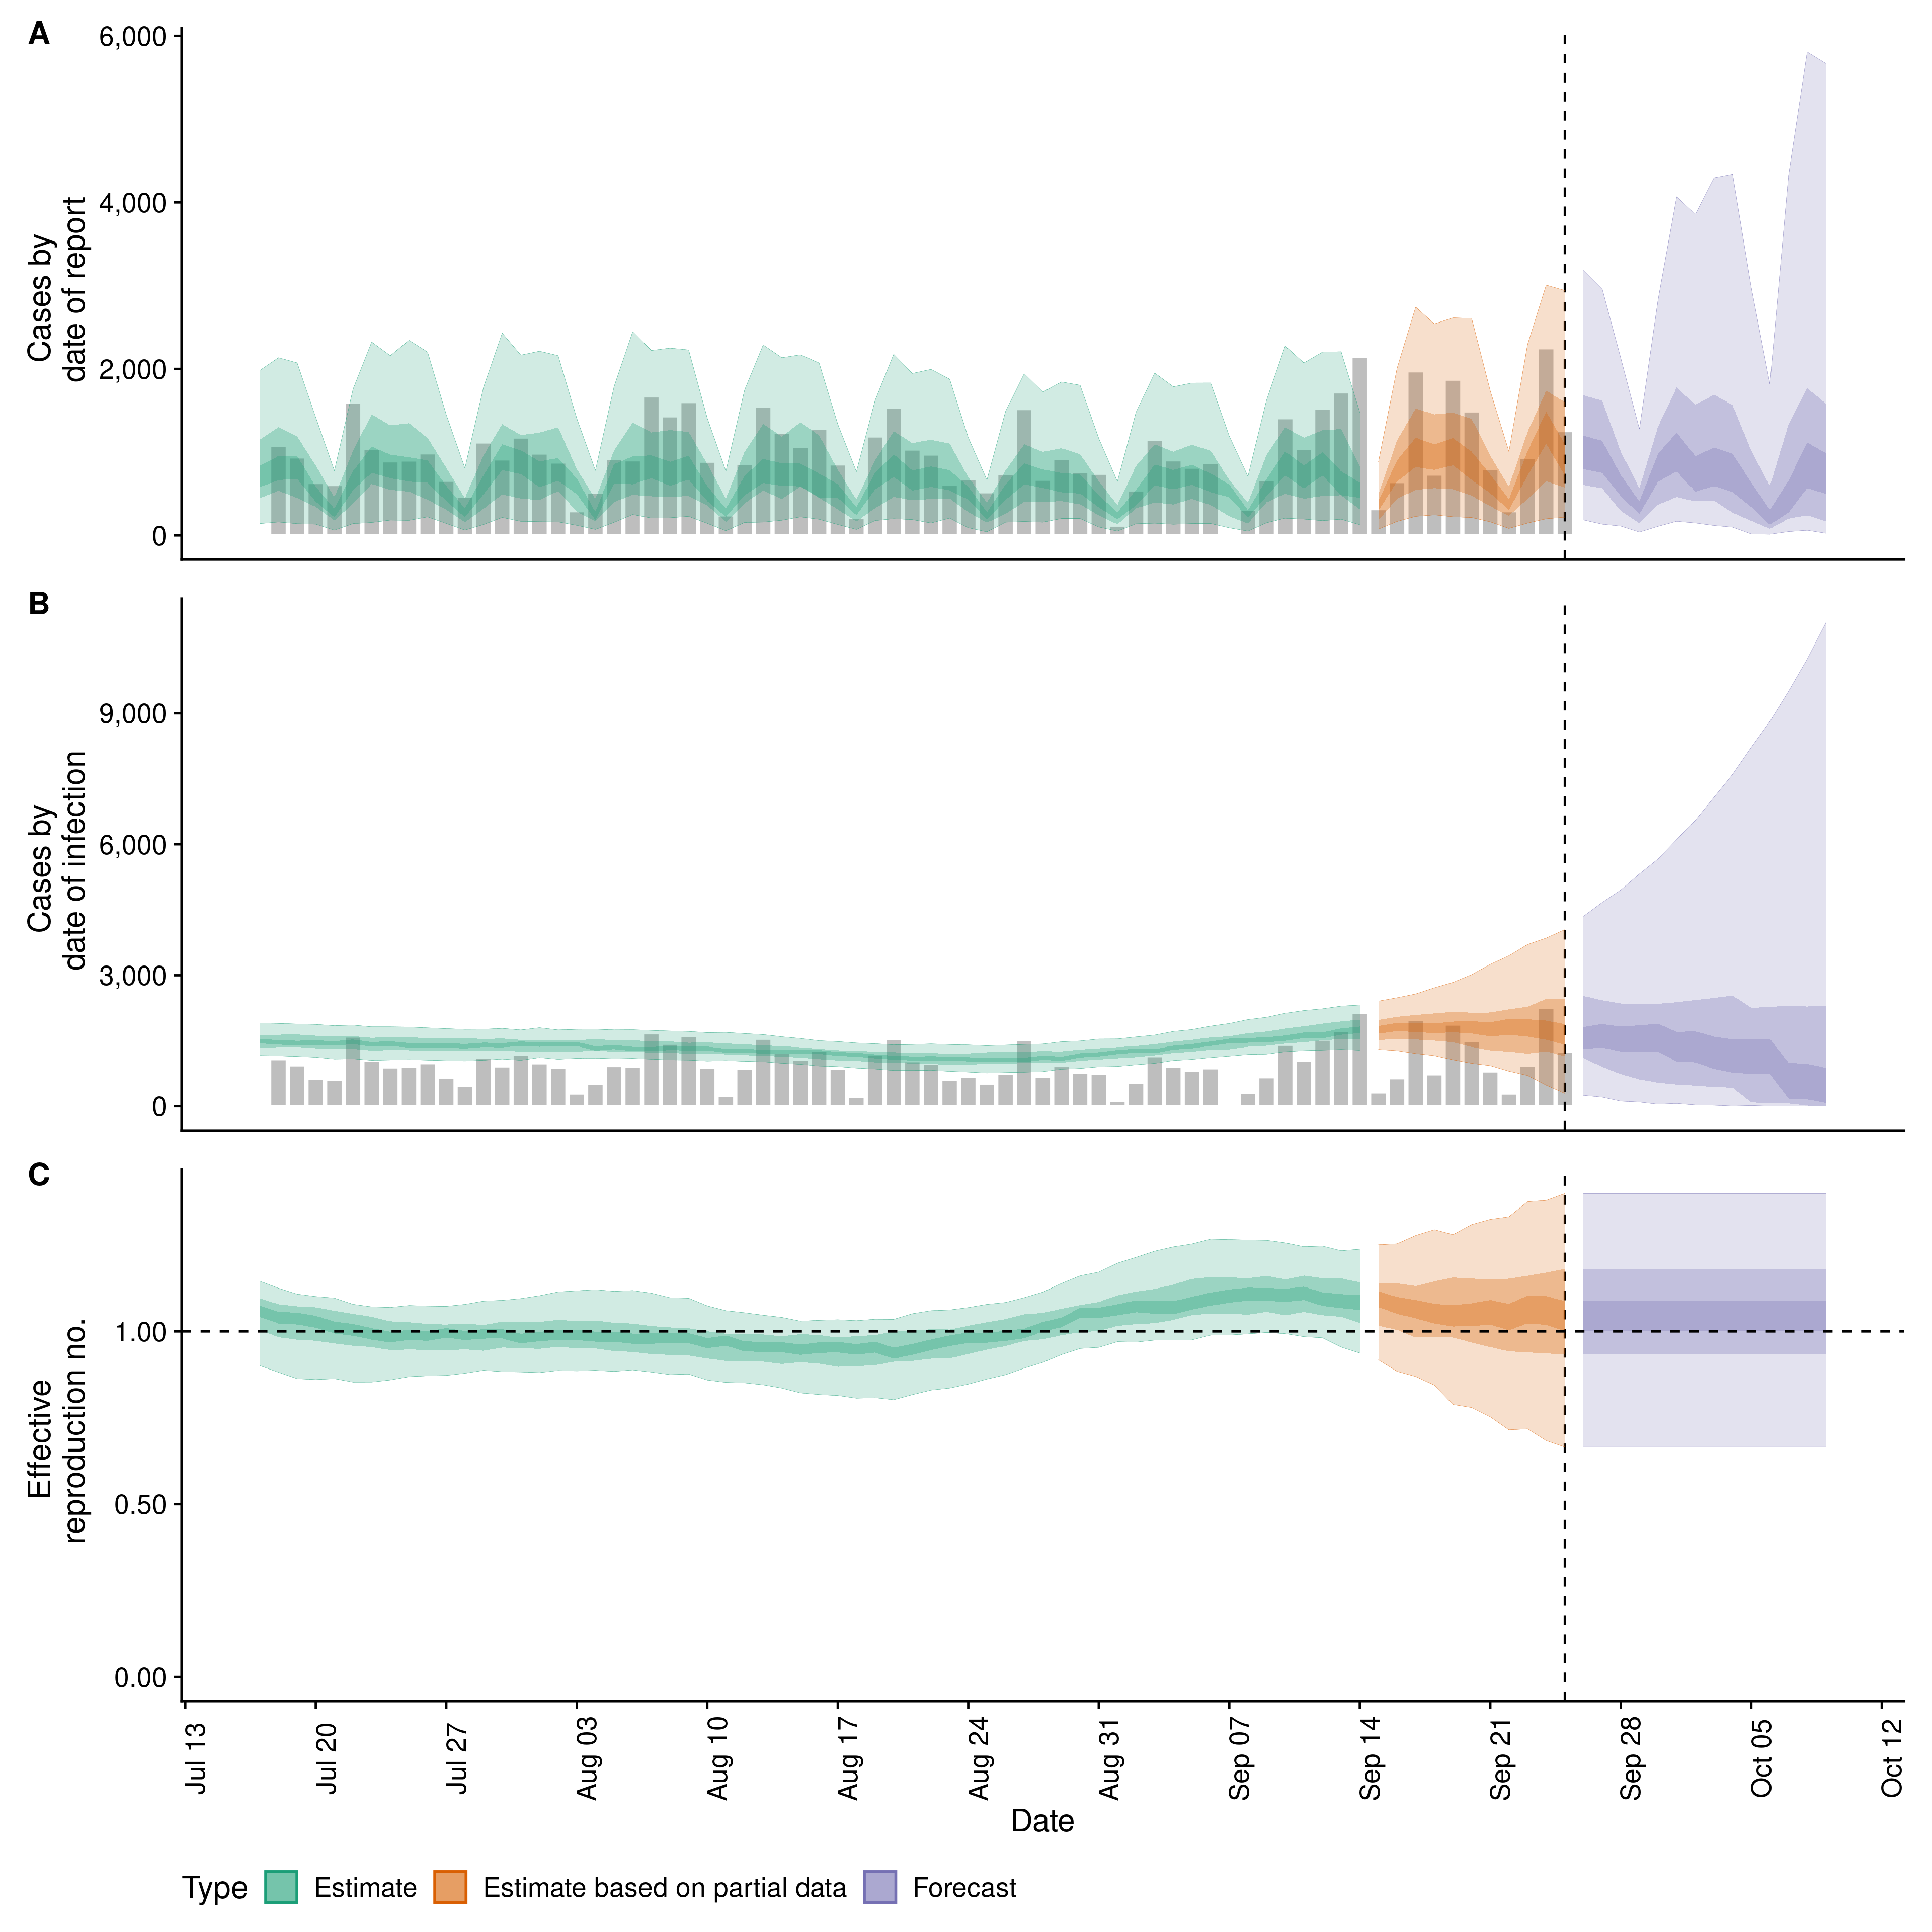 A
Cases by
date of report
6,000
4,000
2,000
0
B
Cases by
date of infection
9,000
6,000
3,000
0
C
Effective
reproduction no.
1.00
0.50
0.00
Jul 13
Jul 20
Jul 27
Aug 03
Aug 10
Aug 17
Aug 24
Aug 31
Sep 07
Sep 14
Sep 21
Sep 28
Oct 05
Oct 12
Date
Type Estimate Estimate based on partial data Forecast